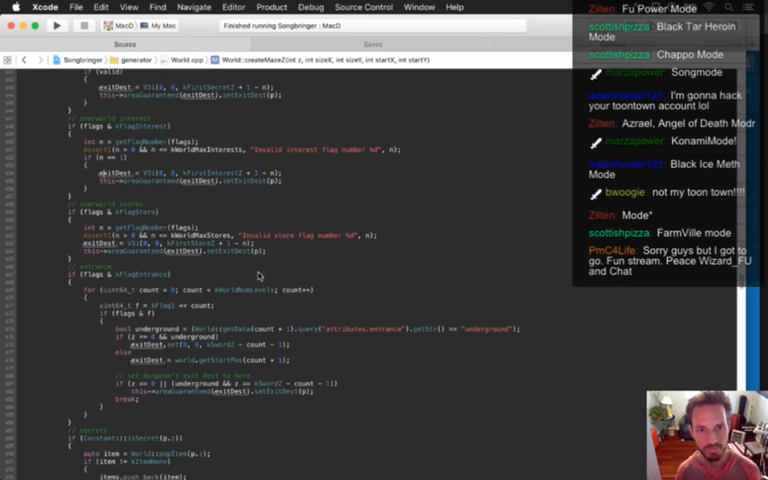 Xcode File Edit View Find Navigate Editor Product Debug Source Control Window Help
MacD My Mac Finished running Songbringer : MacD
Source Saves
Songbringer generator World.cpp World::createMazeZ(int z, int sizeX, int sizeY, int startX, int startY)
if (valid)
{
exitDest = V3i(0, 0, kFirstSecretZ + 1 - n);
this->areaGuaranteed(exitDest).setExitDest(p);
}
// overworld interest
if (flags & kFlagInterest)
{
int n = getFlagNumber(flags);
Assert1(n > 0 && n <= kWorldMaxInterests, "Invalid interest flag number %d", n);
if (n == 1)
{
exitDest = V3i(0, 0, kFirstInterestZ + 1 - n);
this->areaGuaranteed(exitDest).setExitDest(p);
}
}
// overworld stores
if (flags & kFlagStore)
{
int n = getFlagNumber(flags);
Assert1(n > 0 && n <= kWorldMaxStores, "Invalid store flag number %d", n);
exitDest = V3i(0, 0, kFirstStoreZ + 1 - n);
this->areaGuaranteed(exitDest).setExitDest(p);
}
// entrance
if (flags & kFlagEntrance)
{
for (uint64_t count = 0; count < kWorldNumLevels; count++)
{
uint64_t f = kFlag1 << count;
if (flags & f)
{
bool underground = (World::getData(count + 1).query("attributes.entrance").getStr() == "underground");
if (z == 0 && underground)
exitDest.set(0, 0, kSwordZ - count - 1);
else
exitDest = world.getStartPos(count + 1);
// set dungeon's exit dest to here
if (z == 0 || (underground && z == kSwordZ - count - 1))
this->areaGuaranteed(exitDest).setExitDest(p);
break;
}
}
}
// secrets
if (Constants::isSecret(p.z))
{
auto item = World::popItem(p.z);
if (item != kItemNone)
{
items.push_back(item);
Zilten: Fu Power Mode
scottishpizza: Black Tar Heroin
Mode
scottishpizza: Chappo Mode
marzapower: Songmode
adamhunter123: I'm gonna hack
your toontown account lol
Zilten: Azrael, Angel of Death Modr
marzapower: KonamiMode!
adamhunter123: Black Ice Meth
Mode
bwoogie: not my toon town!!!!
Zilten: Mode*
scottishpizza: FarmVille mode
PmC4Life: Sorry guys but I got to
go. Fun stream. Peace Wizard_FU
and Chat